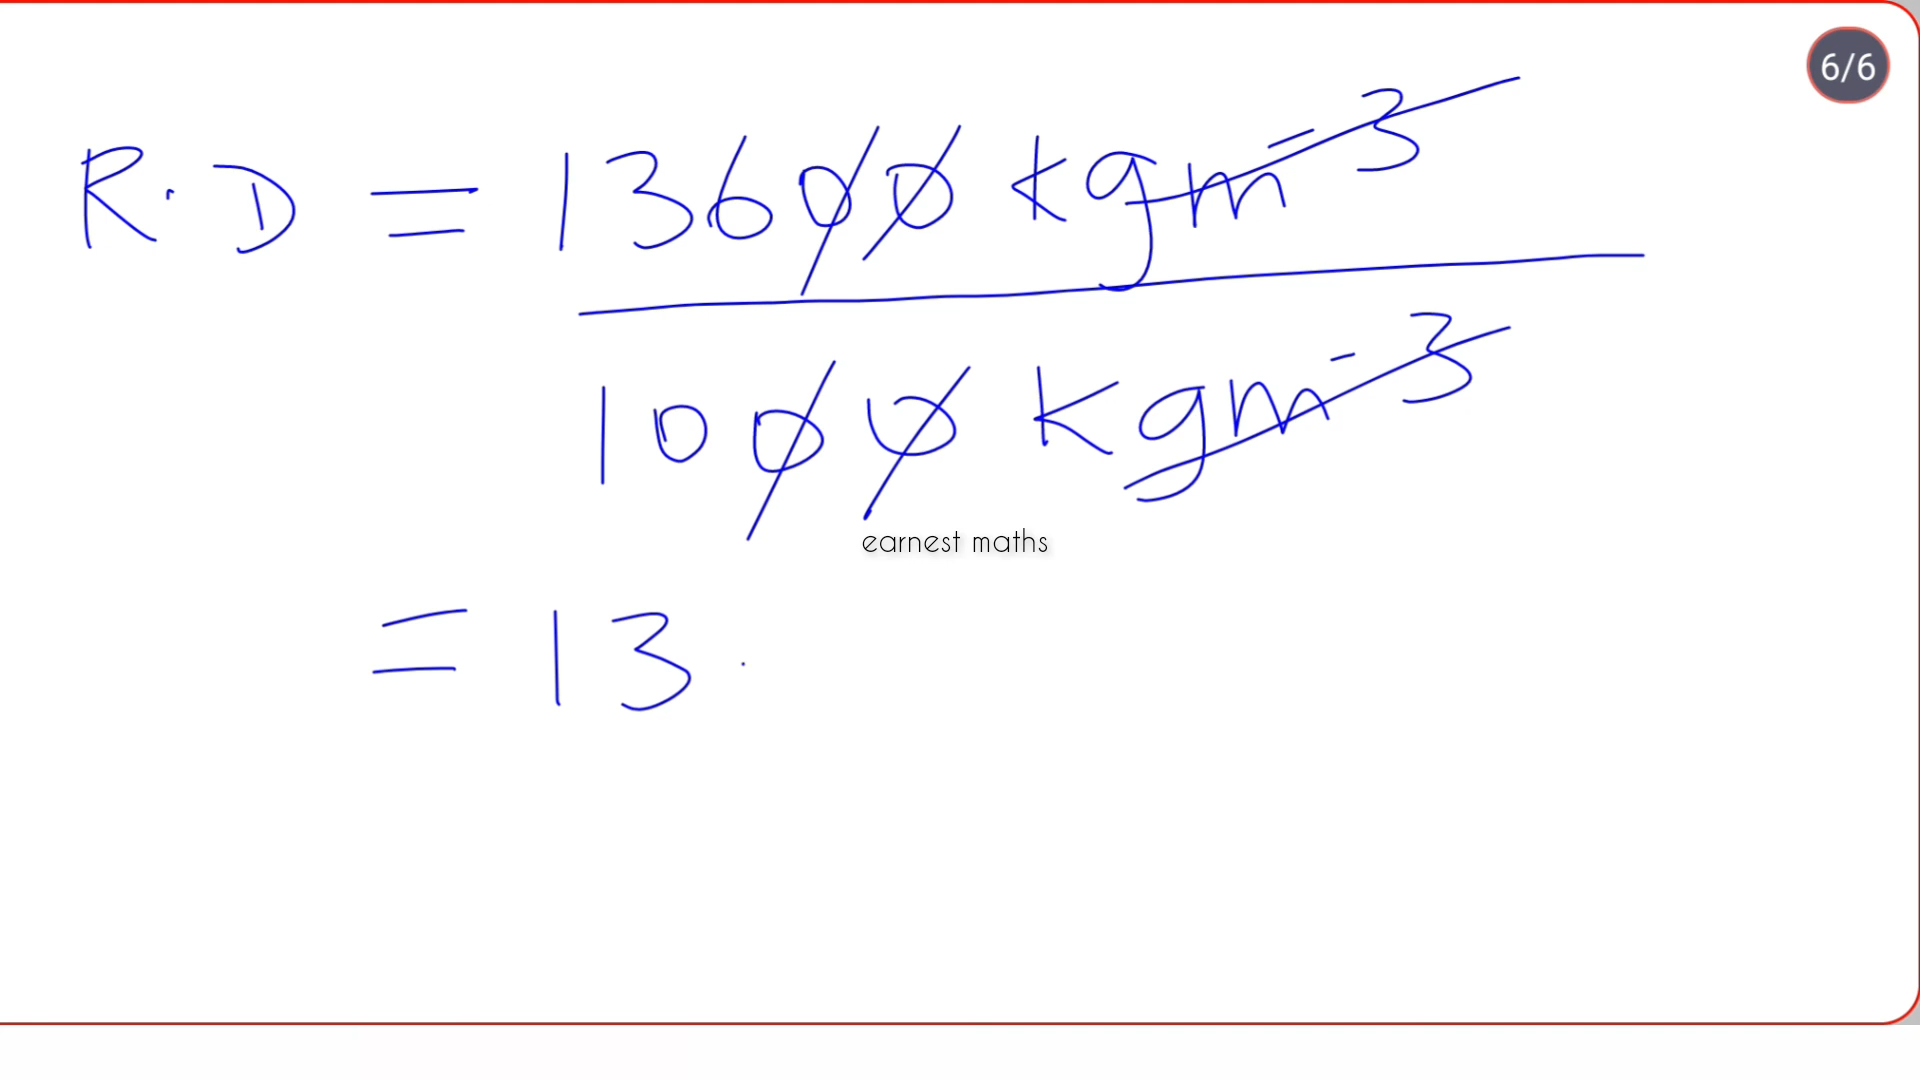 6/6
R.D = 13600 kgm-3
1000 kgm-3
earnest maths
= 13.